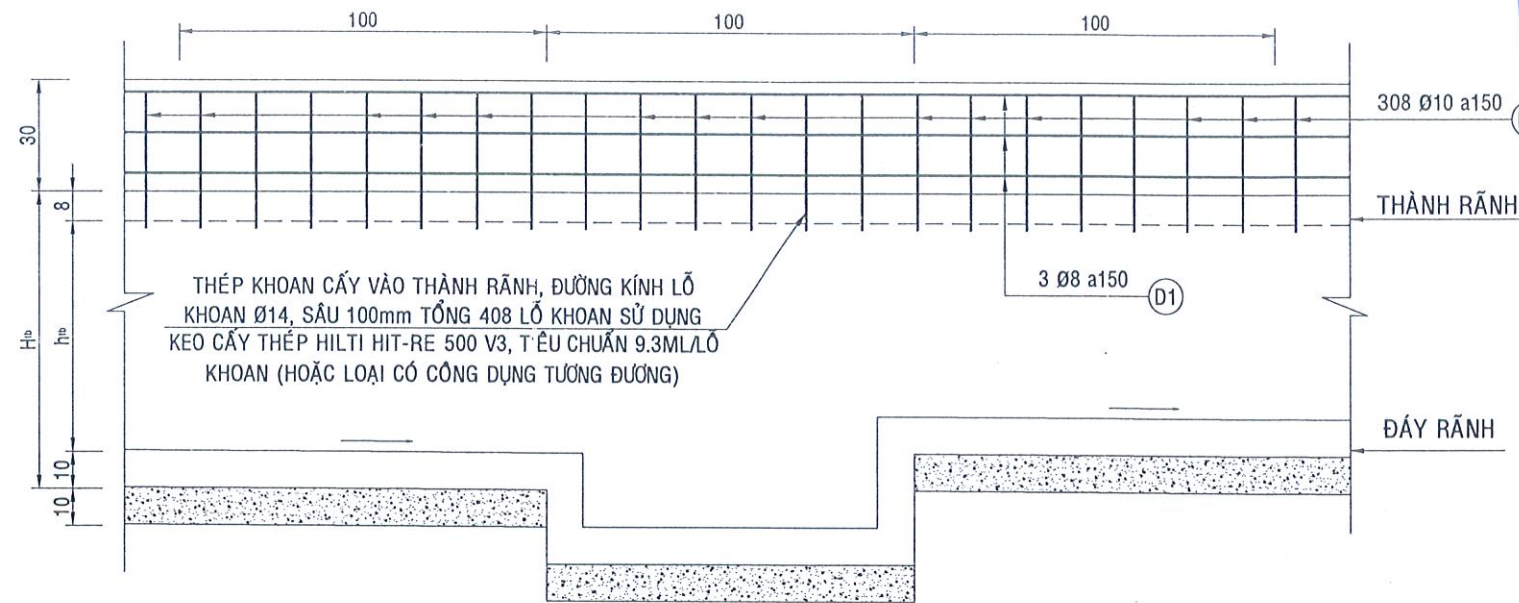 100
100
100
308 Ø10 a150
30
8
THÀNH RÃNH
3 Ø8 a150
D1
THÉP KHOAN CẤY VÀO THÀNH RÃNH, ĐƯỜNG KÍNH LỖ
KHOAN Ø14, SÂU 100mm TỔNG 408 LỖ KHOAN SỬ DỤNG
KEO CẤY THÉP HILTI HIT-RE 500 V3, T ÊU CHUẨN 9.3ML/LỖ
KHOAN (HOẶC LOẠI CÓ CÔNG DỤNG TƯƠNG ĐƯƠNG)
Htb
htb
ĐÁY RÃNH
10
10